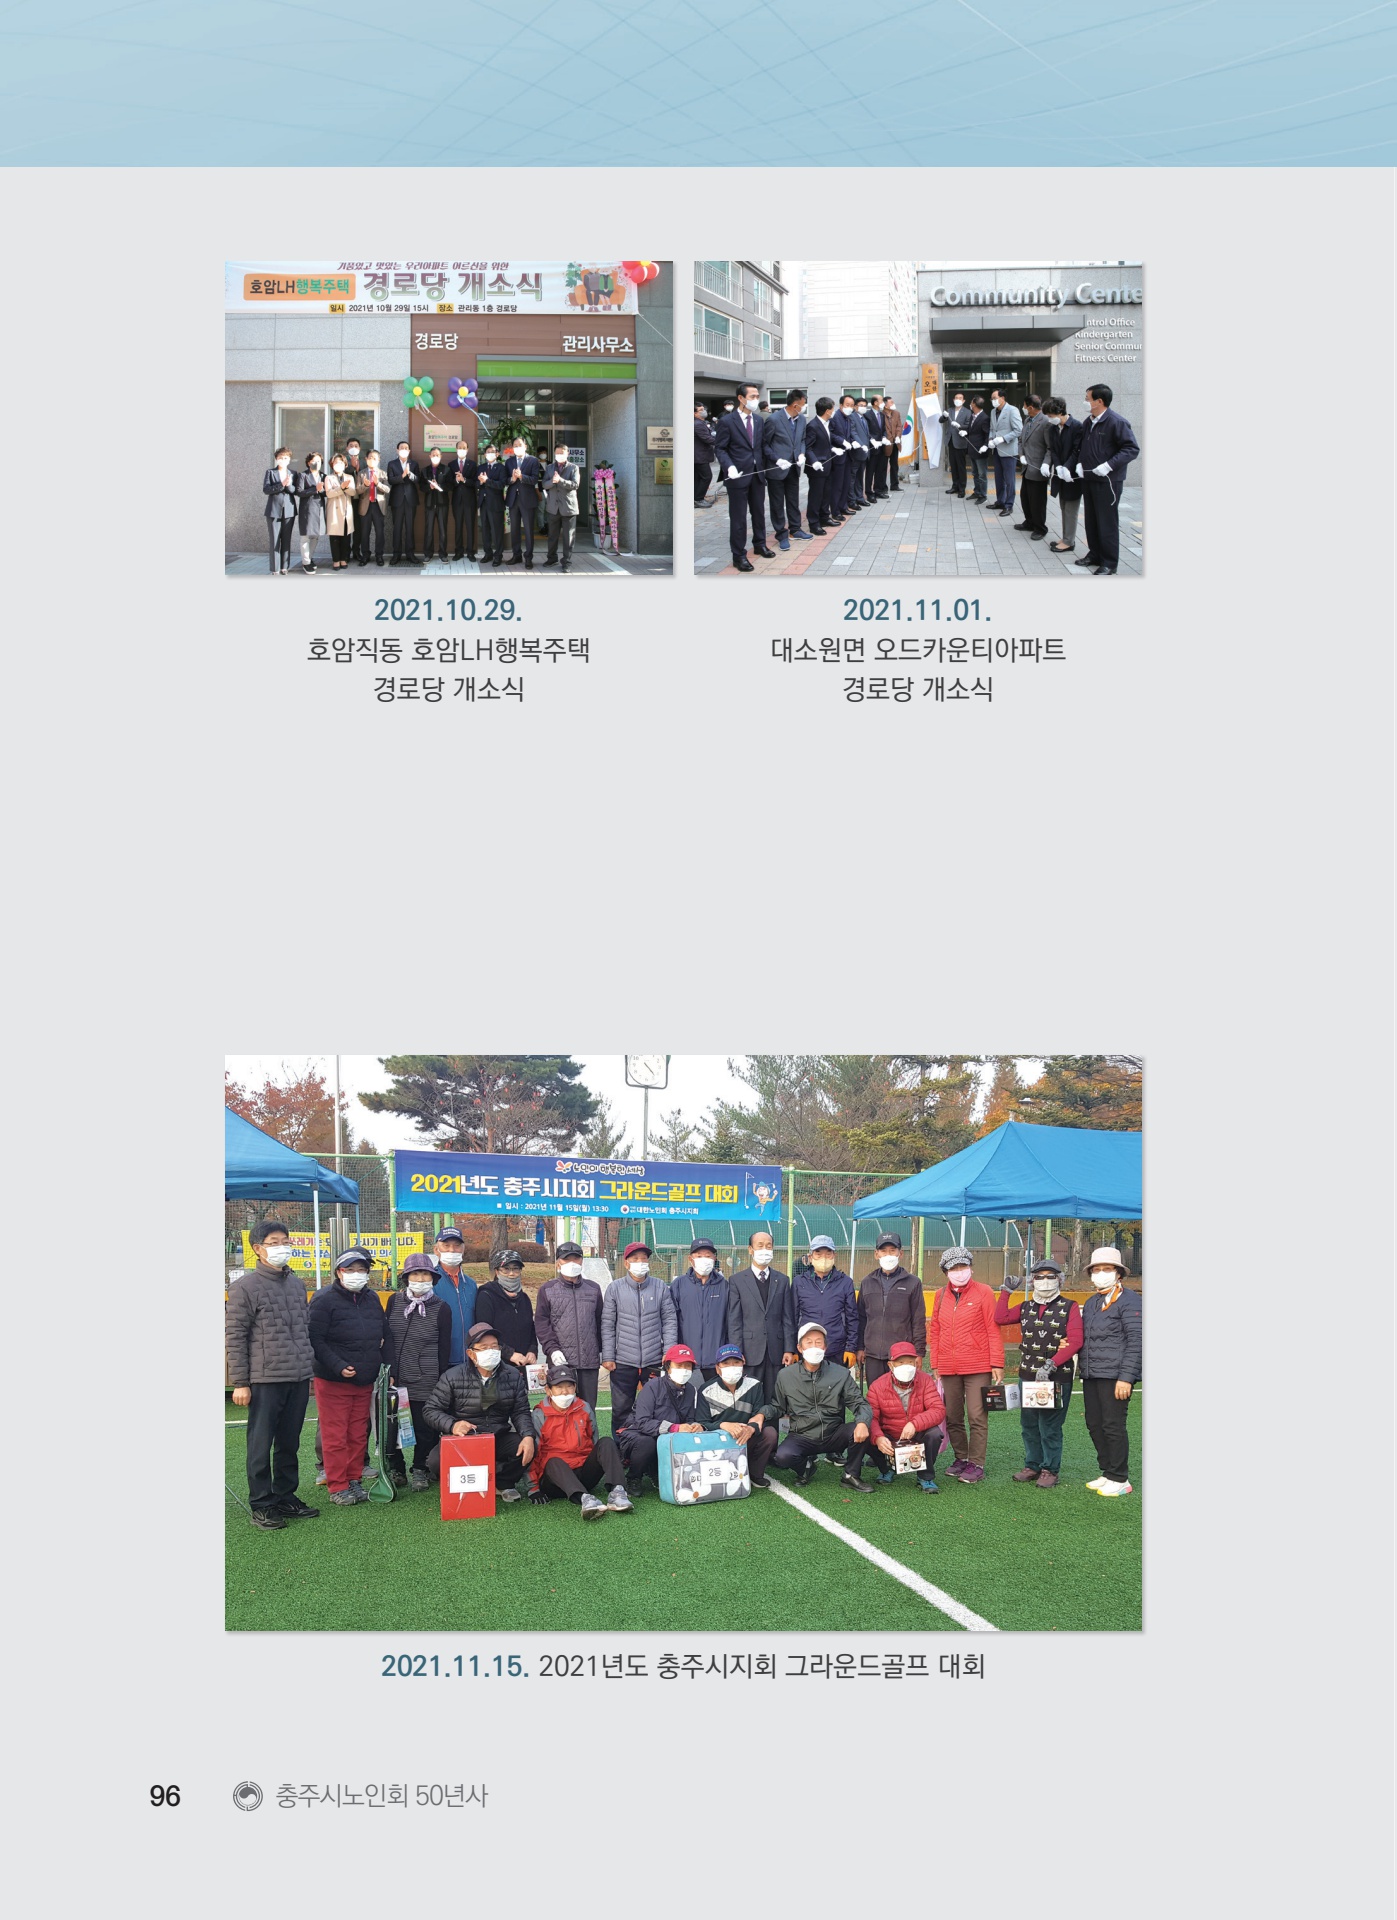 거품없고 맛있는 우리아파트 어르신을 위한
호암LH행복주택 경로당 개소식
일시 2021년 10월 29일 15시 장소 관리동 1층 경로당
경로당
관리사무소
Community Cente
ntrol Office
Kindergarten
Senior Commu
Fitness Center
2021.10.29.
호암직동 호암LH행복주택
경로당 개소식
2021.11.01.
대소원면 오드카운티아파트
경로당 개소식
노인이 행복한 세상
2021년도 충주시지회 그라운드골프 대회
■ 일시 : 2021년 11월 15일(월) 13:30 대한노인회 충주시지회
3등
2등
2021.11.15. 2021년도 충주시지회 그라운드골프 대회
96 충주시노인회 50년사